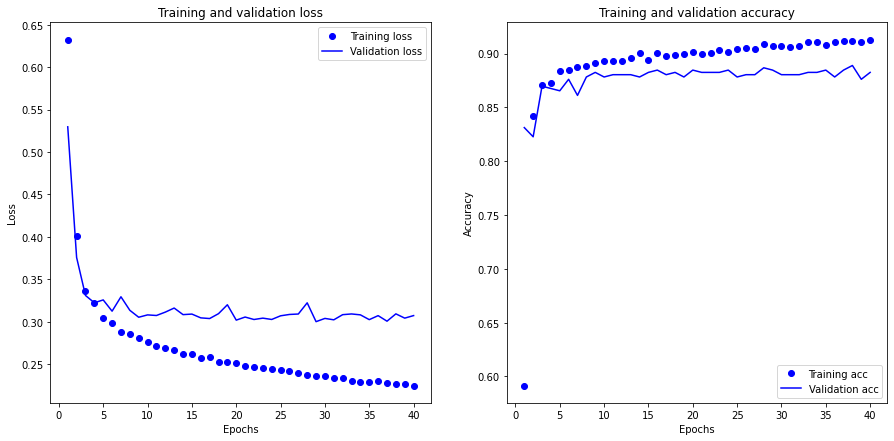 Training and validation loss
0.65
0.60
0.55
0.50
0.45
0.40
0.35
0.30
0.25
Loss
Training loss
Validation loss
0 5 10 15 20 25 30 35 40
Epochs
Training and validation accuracy
0.90
0.85
0.80
0.75
0.70
0.65
0.60
Accuracy
Training acc
Validation acc
0 5 10 15 20 25 30 35 40
Epochs